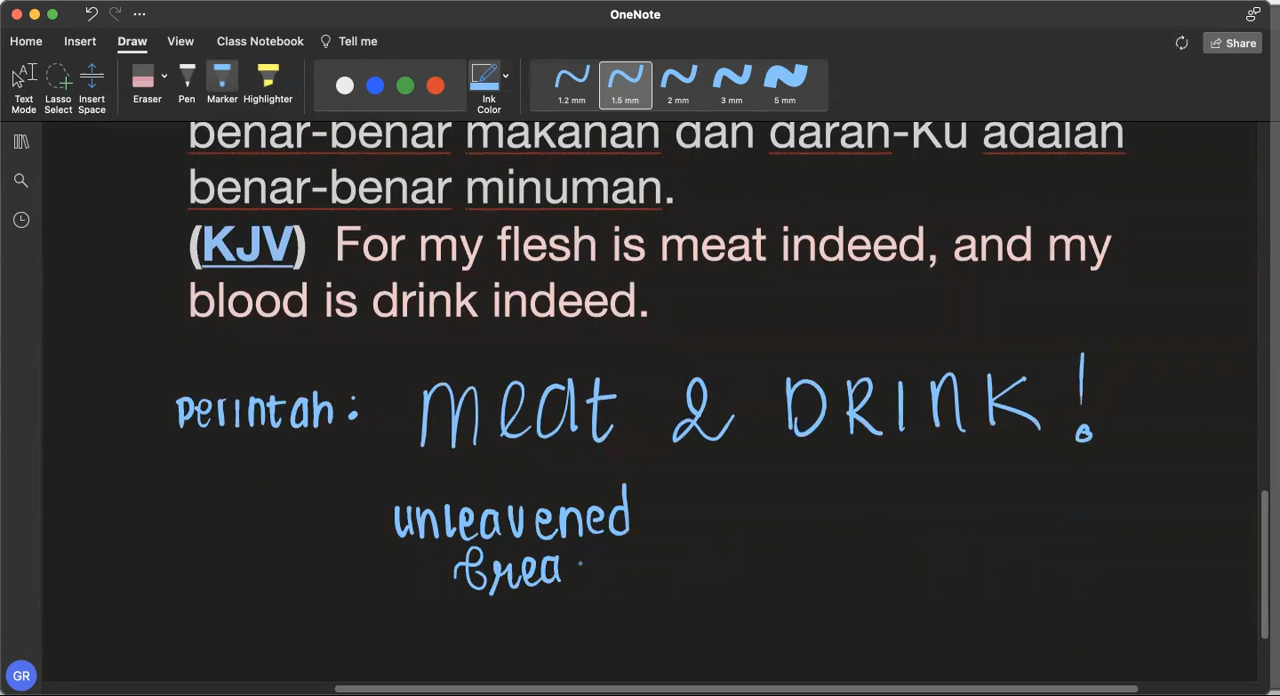 OneNote
Home Insert Draw View Class Notebook Tell me
Share
Text Mode
Lasso Select
Insert Space
Eraser
Pen
Marker
Highlighter
Ink Color
1.2 mm
1.5 mm
2 mm
3 mm
5 mm
benar-benar makanan dan darah-Ku adalah
benar-benar minuman.
(KJV) For my flesh is meat indeed, and my
blood is drink indeed.
Perintah: Meat & DRINK!
unleavened
brea
GR